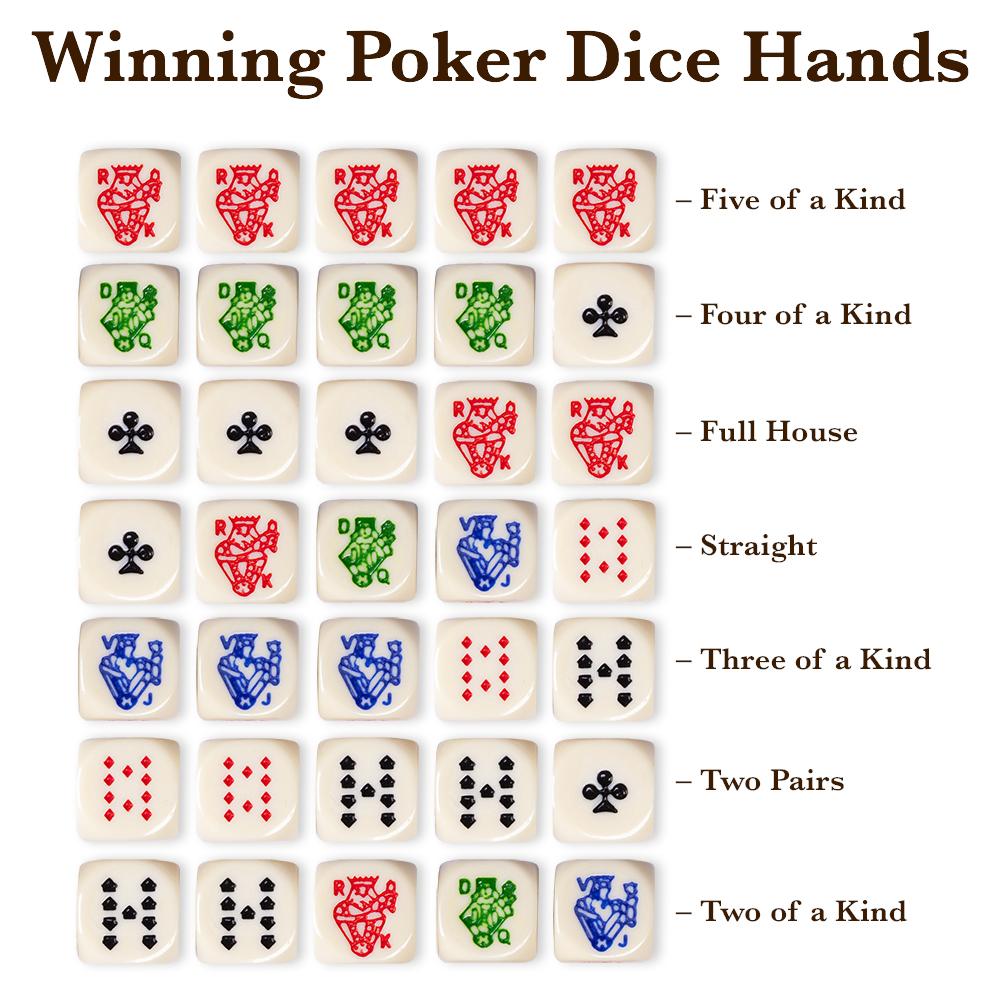 Winning Poker Dice Hands
R K R K R K R K R K – Five of a Kind
D Q D Q D Q D Q – Four of a Kind
R K R K – Full House
R K D Q V J – Straight
V J V J V J – Three of a Kind
– Two Pairs
R K D Q V J – Two of a Kind